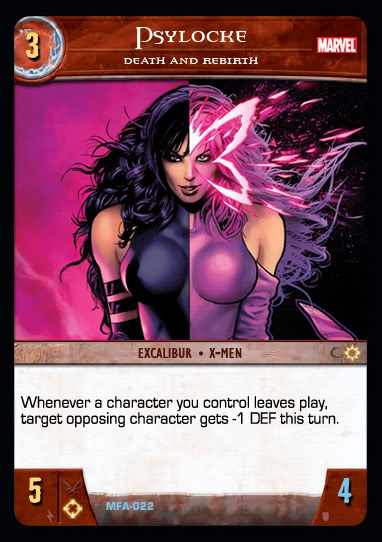 3
PSYLOCKE
DEATH AND REBIRTH
MARVEL
EXCALIBUR • X-MEN
C
Whenever a character you control leaves play,
target opposing character gets -1 DEF this turn.
5
MFA-022
4